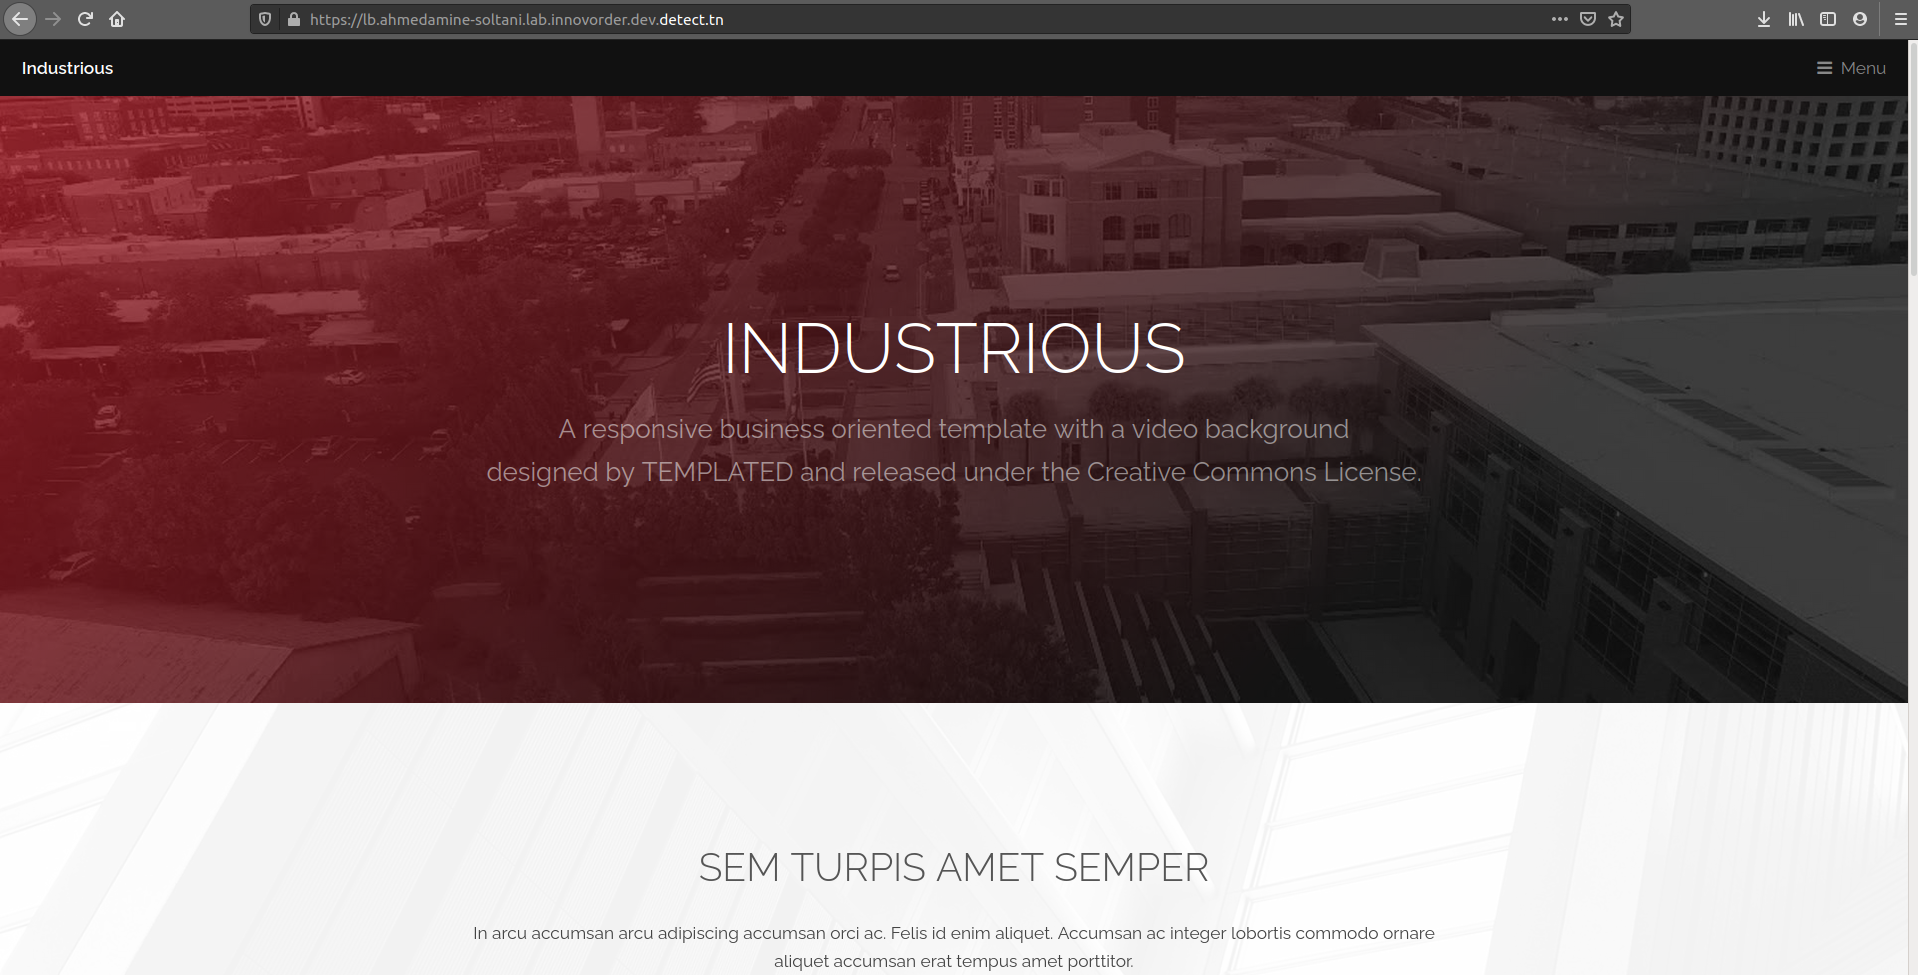 https://lb.ahmedamine-soltani.lab.innovorder.dev.detect.tn
Industrious
Menu
INDUSTRIOUS
A responsive business oriented template with a video background
designed by TEMPLATED and released under the Creative Commons License.
SEM TURPIS AMET SEMPER
In arcu accumsan arcu adipiscing accumsan orci ac. Felis id enim aliquet. Accumsan ac integer lobortis commodo ornare
aliquet accumsan erat tempus amet porttitor.